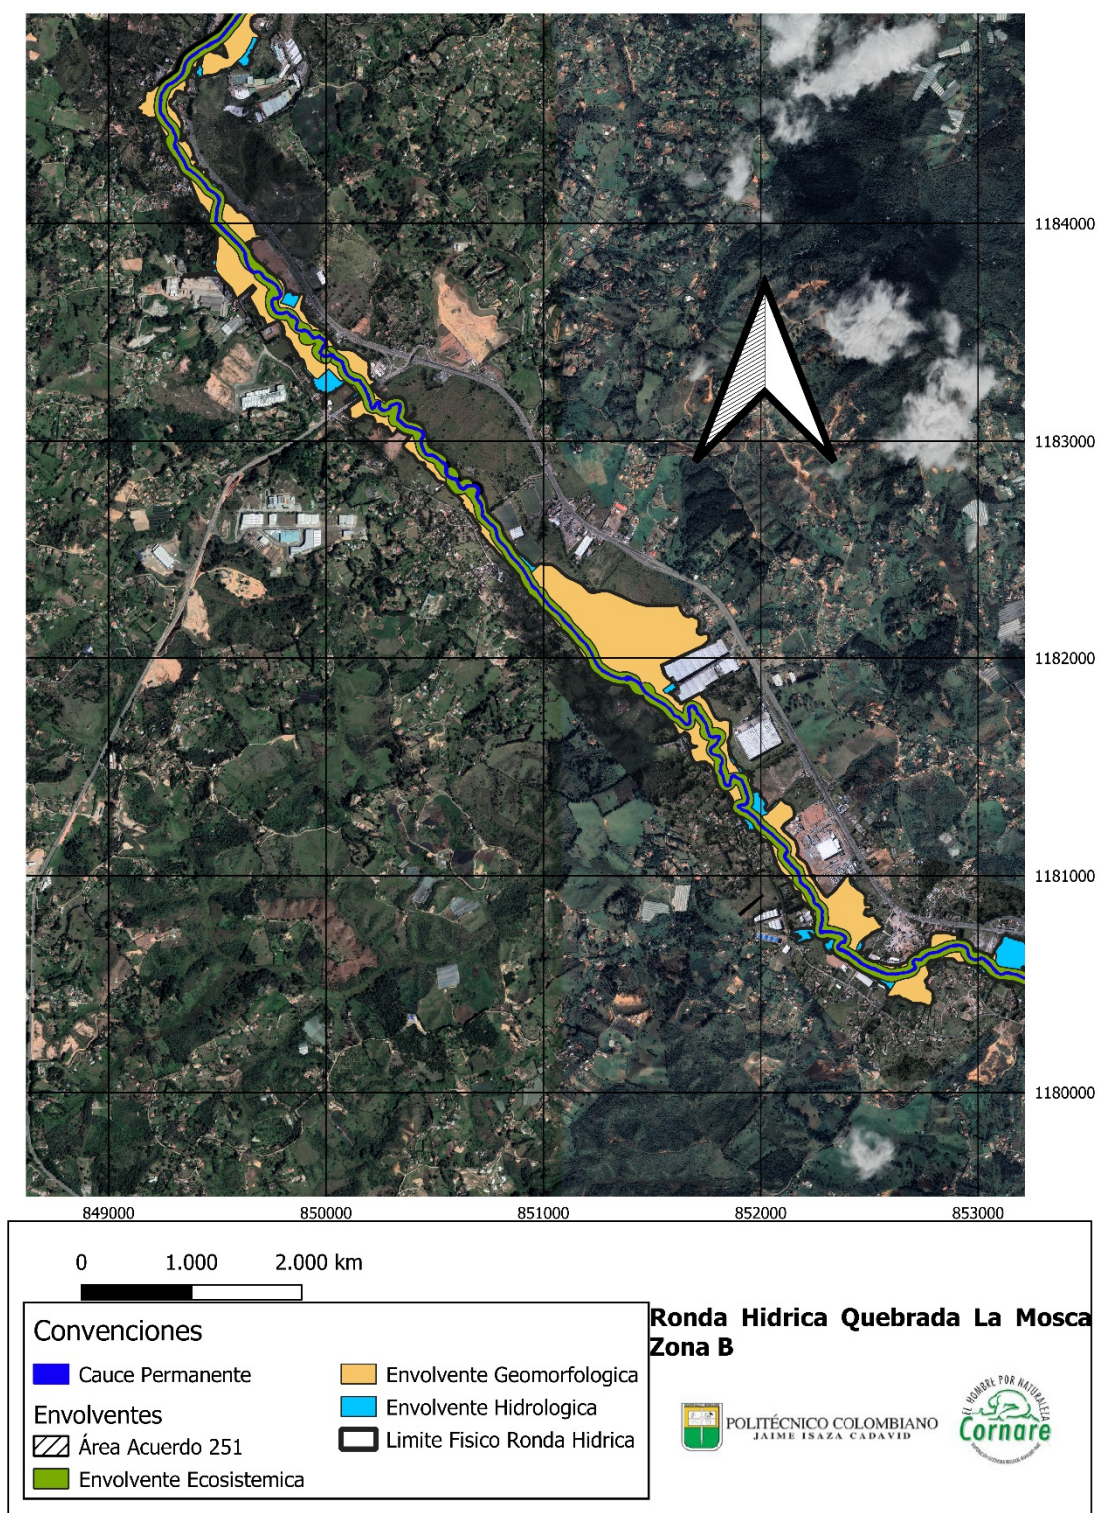 1184000
1183000
1182000
1181000
1180000
849000 850000 851000 852000 853000
0 1.000 2.000 km
Convenciones
Cauce Permanente
Envolventes
Área Acuerdo 251
Envolvente Ecosistemica
Envolvente Geomorfologica
Envolvente Hidrologica
Limite Fisico Ronda Hidrica
Ronda Hidrica Quebrada La Mosca
Zona B
POLITÉCNICO COLOMBIANO
JAIME ISAZA CADAVID
EL HOMBRE POR NATURALEZA
Cornare